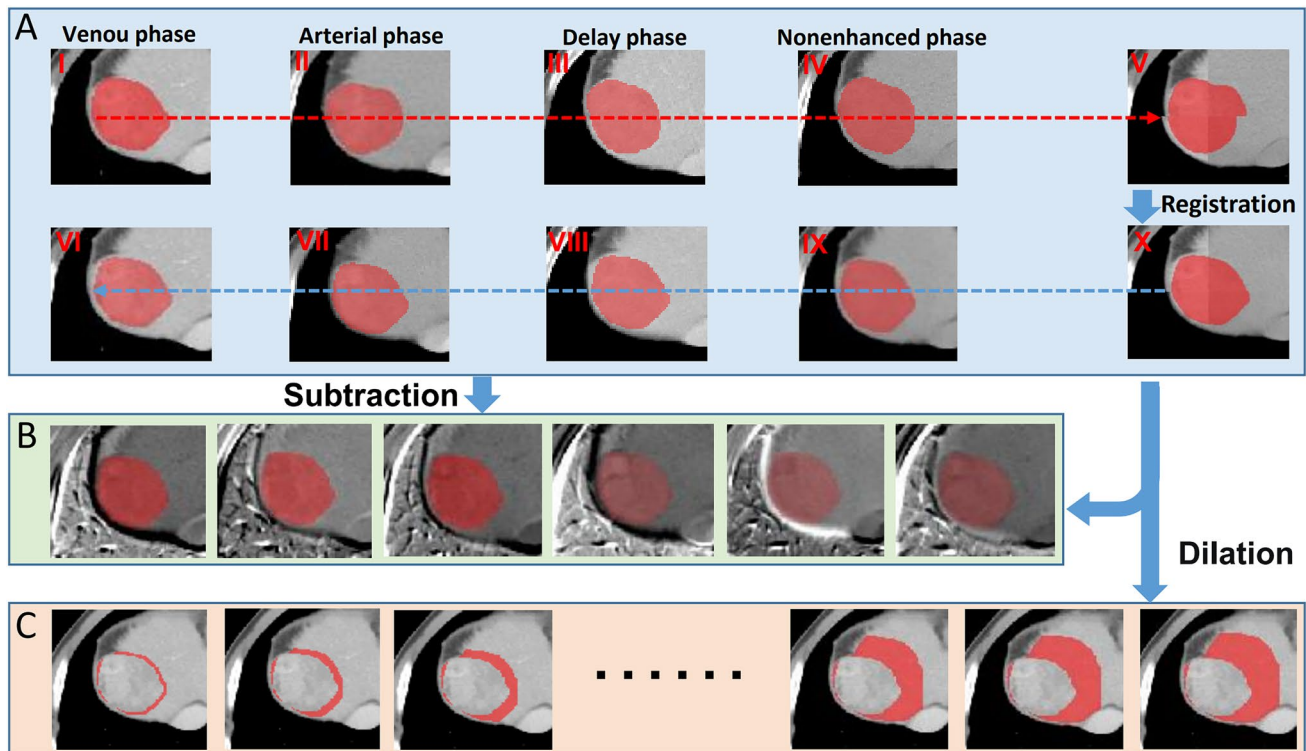 A
Venou phase
Arterial phase
Delay phase
Nonenhanced phase
I
II
III
IV
V
Registration
VI
VII
VIII
IX
X
Subtraction
B
Dilation
C